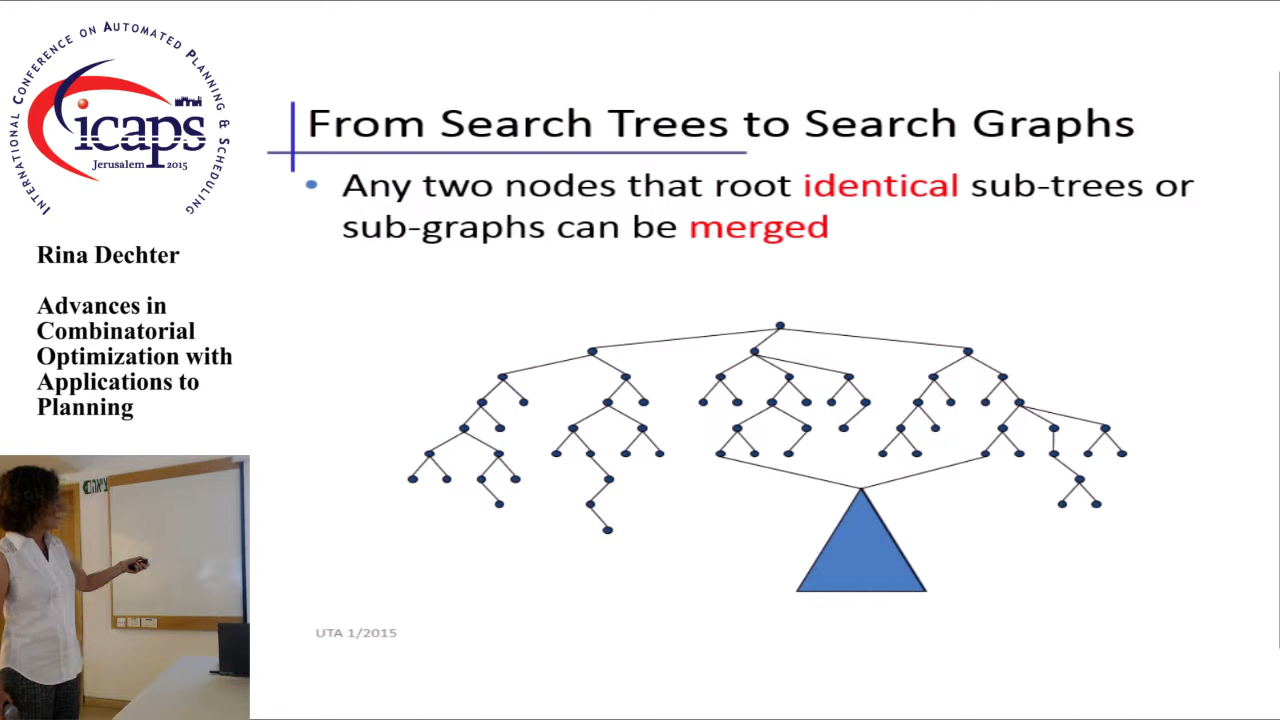 INTERNATIONAL CONFERENCE ON AUTOMATED PLANNING & SCHEDULING
icaps
Jerusalem 2015
From Search Trees to Search Graphs
• Any two nodes that root identical sub-trees or
sub-graphs can be merged
Rina Dechter
Advances in
Combinatorial
Optimization with
Applications to
Planning
UTA 1/2015